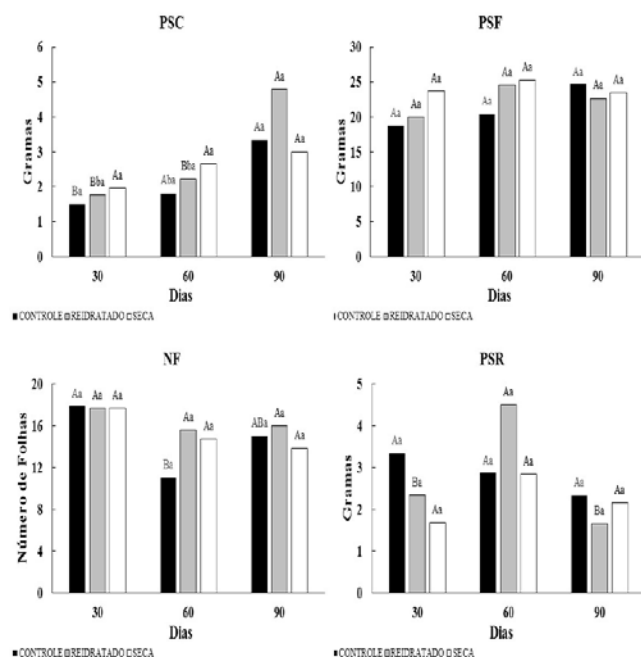 PSC
6
5
4
3
2
1
0
Gramas
Ba Bba Aa
Aba Bba Aa
Aa Aa Aa
30 60 90
Dias
CONTROLE REIDRATADO SECA
PSF
30
25
20
15
10
5
0
Gramas
Aa Aa Aa
Aa Aa Aa
Aa Aa Aa
30 60 90
Dias
CONTROLE REIDRATADO SECA
NF
20
16
12
8
4
0
Número de Folhas
Aa Aa Aa
Ba Aa Aa
ABa Aa Aa
30 60 90
Dias
CONTROLE REIDRATADO SECA
PSR
5
4
3
2
1
0
Gramas
Aa Ba Aa
Aa Aa Aa
Aa Ba Aa
30 60 90
Dias
CONTROLE REIDRATADO SECA